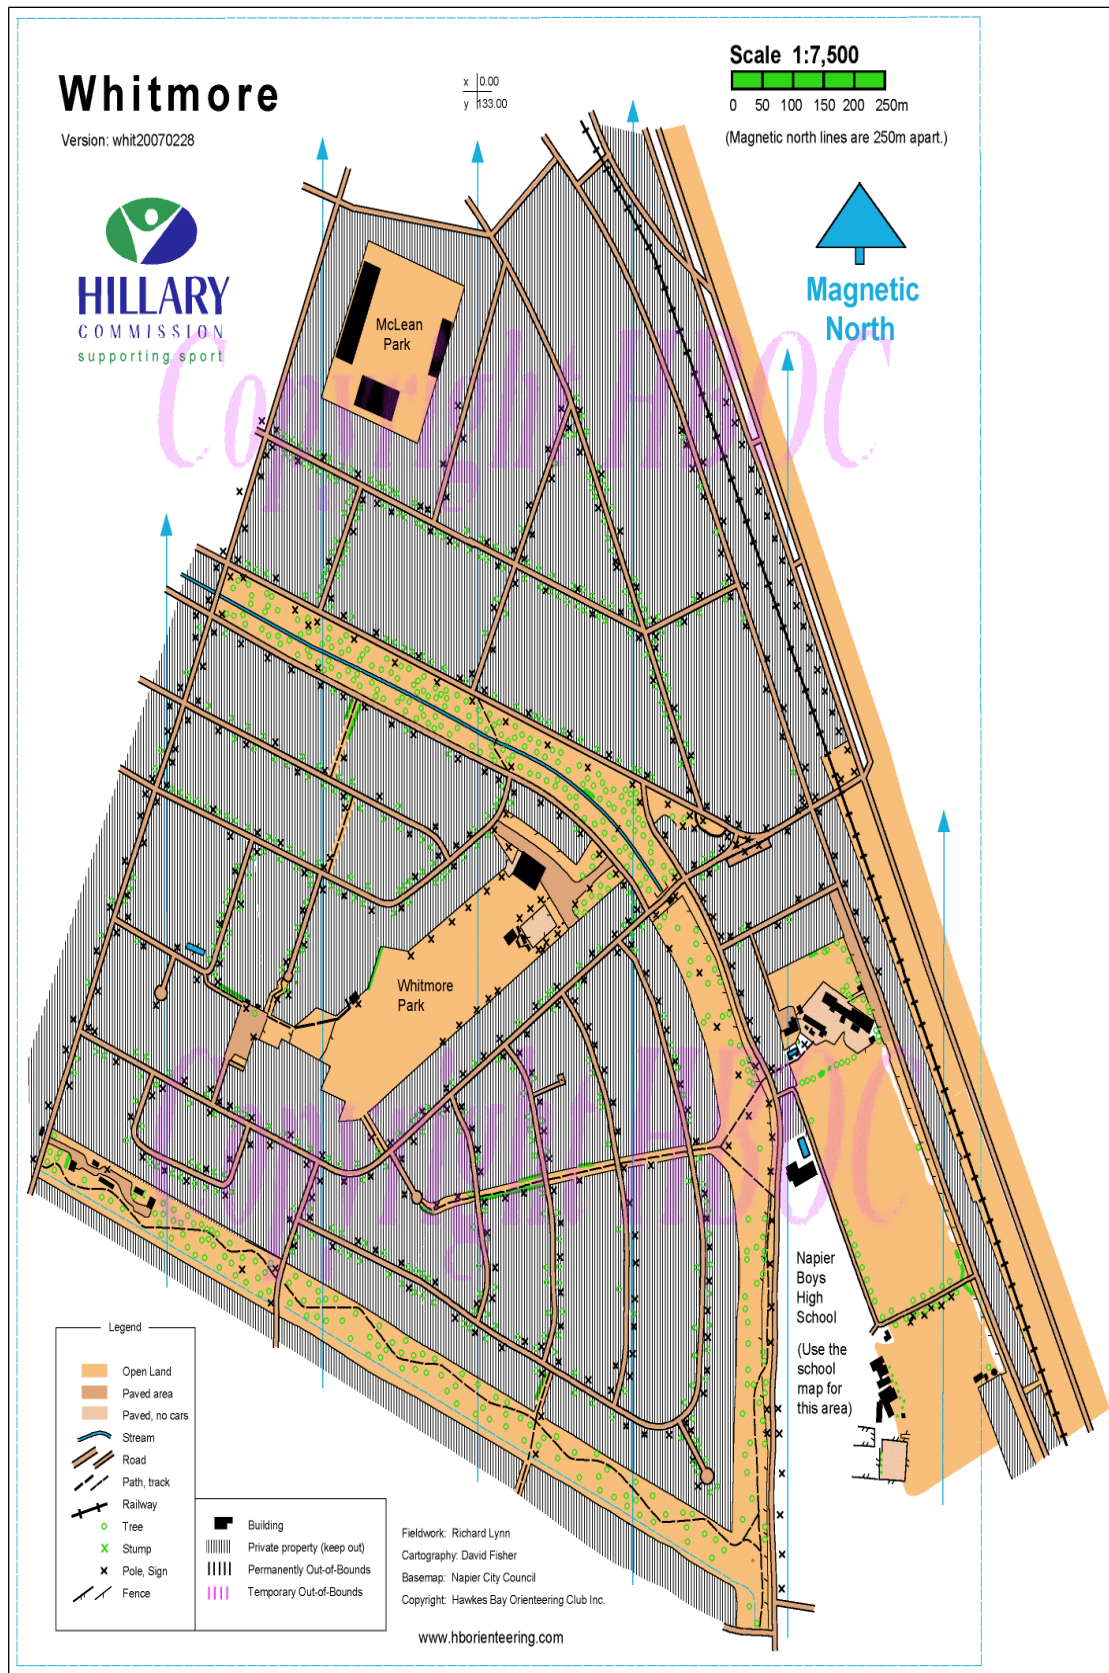 Whitmore
Version: whit20070228
x 0.00
y 133.00
Scale 1:7,500
0 50 100 150 200 250m
(Magnetic north lines are 250m apart.)
HILLARY
COMMISSION
supporting sport
Magnetic
North
McLean
Park
Copyright HBOC
Whitmore
Park
Copyright HBOC
Napier
Boys
High
School
(Use the
school
map for
this area)
Legend
Open Land
Paved area
Paved, no cars
Stream
Road
Path, track
Railway
Tree
Stump
Pole, Sign
Fence
Building
Private property (keep out)
Permanently Out-of-Bounds
Temporary Out-of-Bounds
Fieldwork: Richard Lynn
Cartography: David Fisher
Basemap: Napier City Council
Copyright: Hawkes Bay Orienteering Club Inc.
www.hborienteering.com